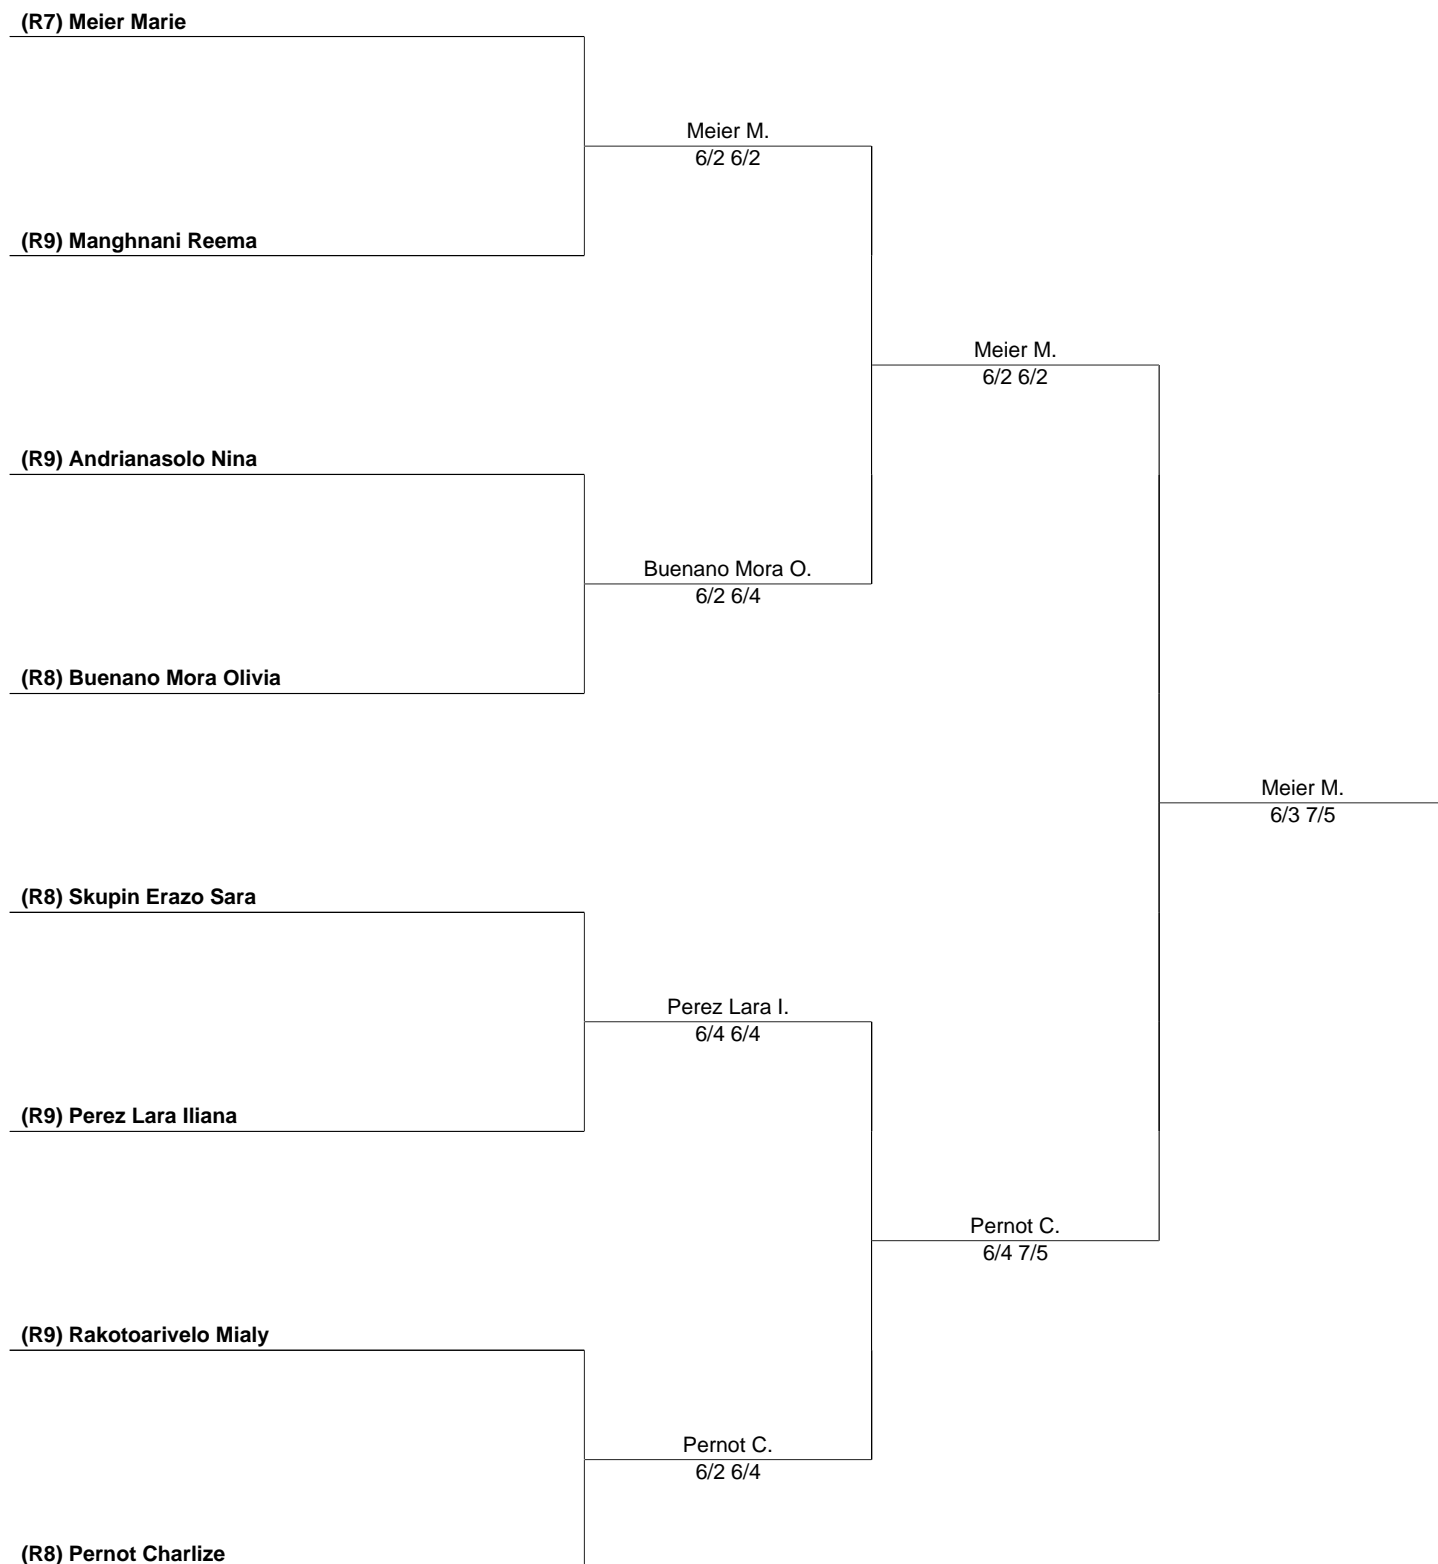 (R7) Meier Marie
Meier M.
6/2 6/2
(R9) Manghnani Reema
Meier M.
6/2 6/2
(R9) Andrianasolo Nina
Buenano Mora O.
6/2 6/4
(R8) Buenano Mora Olivia
Meier M.
6/3 7/5
(R8) Skupin Erazo Sara
Perez Lara I.
6/4 6/4
(R9) Perez Lara Iliana
Pernot C.
6/4 7/5
(R9) Rakotoarivelo Mialy
Pernot C.
6/2 6/4
(R8) Pernot Charlize